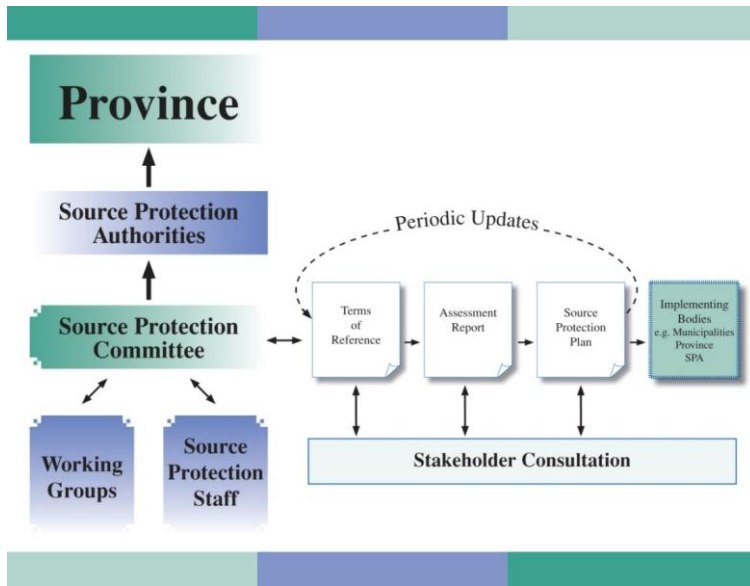 Province
Source Protection
Authorities
Source Protection
Committee
Working
Groups
Source
Protection
Staff
Periodic Updates
Terms
of
Reference
Assessment
Report
Source
Protection
Plan
Implementing
Bodies
e.g. Municipalities
Province
SPA
Stakeholder Consultation